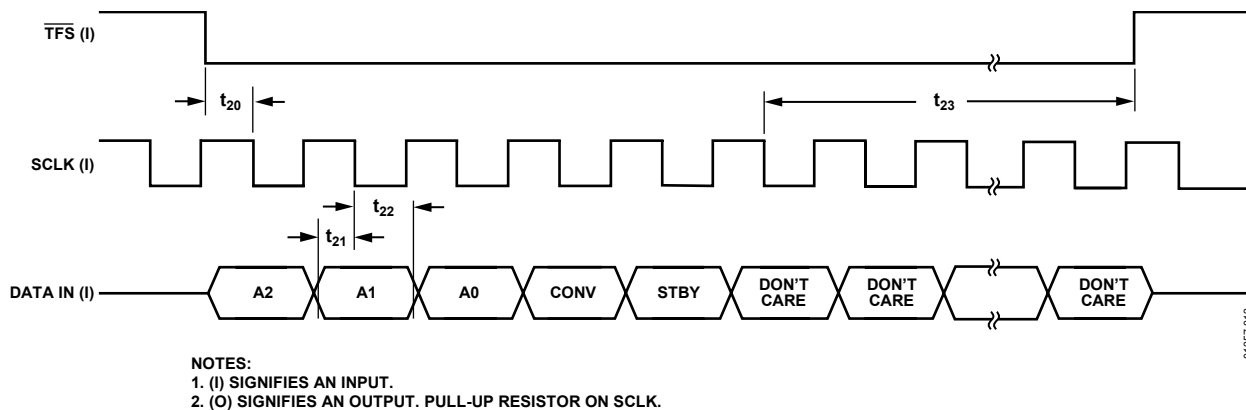 TFS (I)
t20
t23
SCLK (I)
t22
t21
DATA IN (I)
A2
A1
A0
CONV
STBY
DON'T
CARE
DON'T
CARE
DON'T
CARE
NOTES:
1. (I) SIGNIFIES AN INPUT.
2. (O) SIGNIFIES AN OUTPUT. PULL-UP RESISTOR ON SCLK.